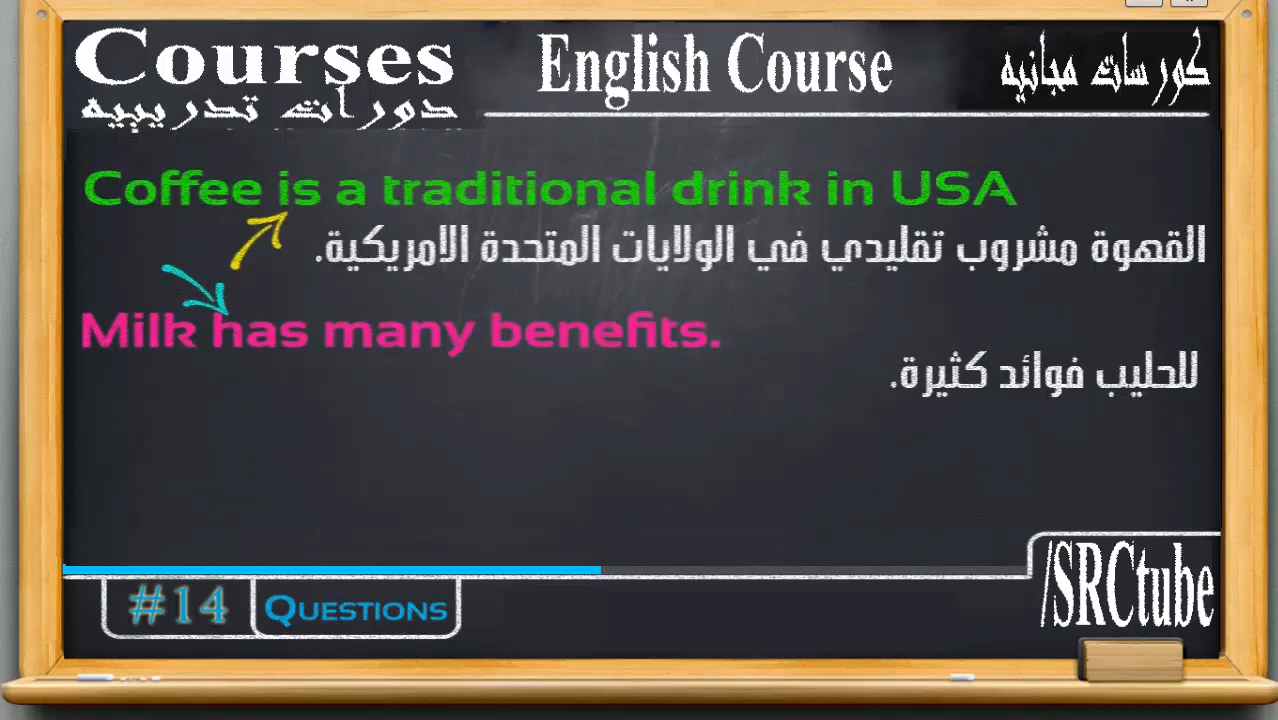 Courses
دورات تدريبيه
English Course
كورسات مجانيه
Coffee is a traditional drink in USA
القهوة مشروب تقليدي في الولايات المتحدة الامريكية.
Milk has many benefits.
للحليب فوائد كثيرة.
#14
QUESTIONS
/SRCtube